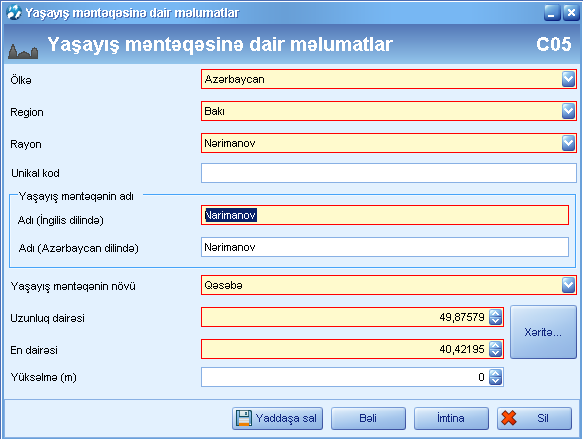 Yaşayış məntəqəsinə dair məlumatlar
Yaşayış məntəqəsinə dair məlumatlar C05
Ölkə Azərbaycan
Region Bakı
Rayon Nərimanov
Unikal kod
Yaşayış məntəqənin adı
Adı (İngilis dilində) Narimanov
Adı (Azərbaycan dilində) Nərimanov
Yaşayış məntəqənin növü Qəsəbə
Uzunluq dairəsi 49,87579
Xəritə...
En dairəsi 40,42195
Yüksəlmə (m) 0
Yaddaşa sal Bəli İmtina Sil